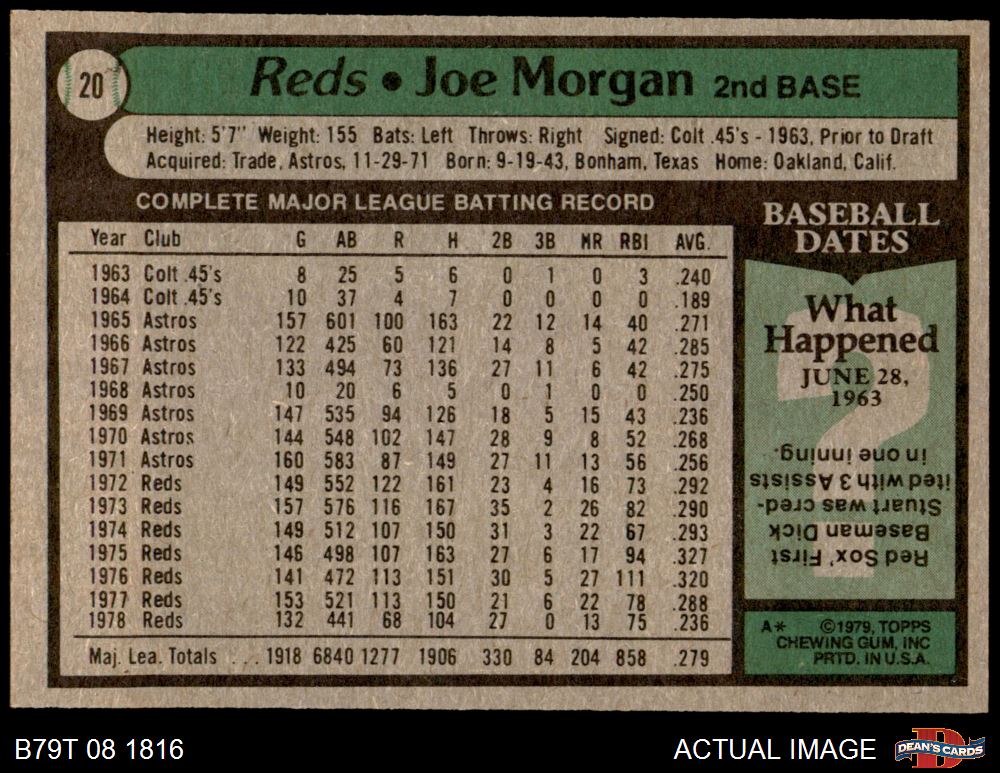 20
Reds • Joe Morgan 2nd BASE
Height: 5'7" Weight: 155 Bats: Left Throws: Right Signed: Colt .45's - 1963, Prior to Draft
Acquired: Trade, Astros, 11-29-71 Born: 9-19-43, Bonham, Texas Home: Oakland, Calif.
COMPLETE MAJOR LEAGUE BATTING RECORD
Year Club G AB R H 2B 3B HR RBI AVG.
1963 Colt .45's 8 25 5 6 0 1 0 3 .240
1964 Colt .45's 10 37 4 7 0 0 0 0 .189
1965 Astros 157 601 100 163 22 12 14 40 .271
1966 Astros 122 425 60 121 14 8 5 42 .285
1967 Astros 133 494 73 136 27 11 6 42 .275
1968 Astros 10 20 6 5 0 1 0 0 .250
1969 Astros 147 535 94 126 18 5 15 43 .236
1970 Astros 144 548 102 147 28 9 8 52 .268
1971 Astros 160 583 87 149 27 11 13 56 .256
1972 Reds 149 552 122 161 23 4 16 73 .292
1973 Reds 157 576 116 167 35 2 26 82 .290
1974 Reds 149 512 107 150 31 3 22 67 .293
1975 Reds 146 498 107 163 27 6 17 94 .327
1976 Reds 141 472 113 151 30 5 27 111 .320
1977 Reds 153 521 113 150 21 6 22 78 .288
1978 Reds 132 441 68 104 27 0 13 75 .236
Maj. Lea. Totals ... 1918 6840 1277 1906 330 84 204 858 .279
BASEBALL
DATES
What
Happened
JUNE 28,
1963
?
Red Sox' First
Baseman Dick
Stuart was cred-
ited with 3 Assists
in one inning.
A* ©1979, TOPPS
CHEWING GUM, INC
PRTD. IN U.S.A.
B79T 08 1816
ACTUAL IMAGE
D
DEAN'S CARDS